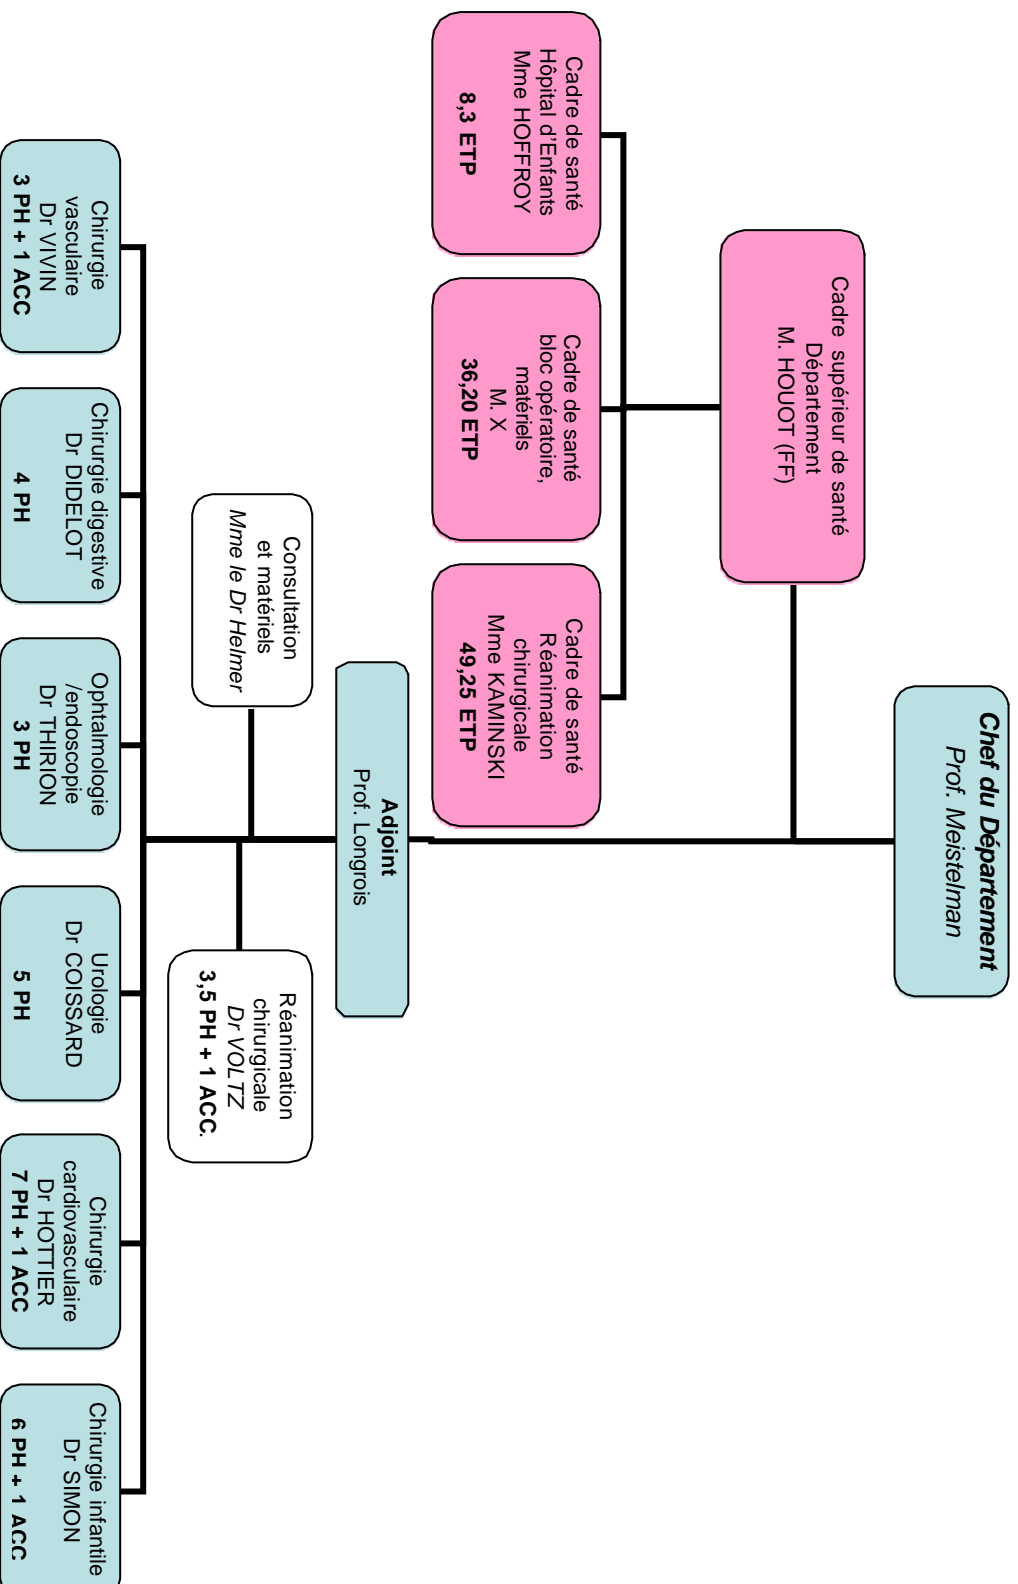 Chef du Département
Prof. Meistelman
Cadre supérieur de santé
Département
M. HOUOT (FF)
Cadre de santé
Hôpital d'Enfants
Mme HOFFROY
8,3 ETP
Cadre de santé
bloc opératoire,
matériels
M. X
36,20 ETP
Cadre de santé
Réanimation
chirurgicale
Mme KAMINSKI
49,25 ETP
Adjoint
Prof. Longrois
Consultation
et matériels
Mme le Dr Helmer
Réanimation
chirurgicale
Dr VOLTZ
3,5 PH + 1 ACC.
Chirurgie
vasculaire
Dr VIVIN
3 PH + 1 ACC
Chirurgie digestive
Dr DIDELOT
4 PH
Ophtalmologie
/endoscopie
Dr THIRION
3 PH
Urologie
Dr COISSARD
5 PH
Chirurgie
cardiovasculaire
Dr HOTTIER
7 PH + 1 ACC
Chirurgie infantile
Dr SIMON
6 PH + 1 ACC